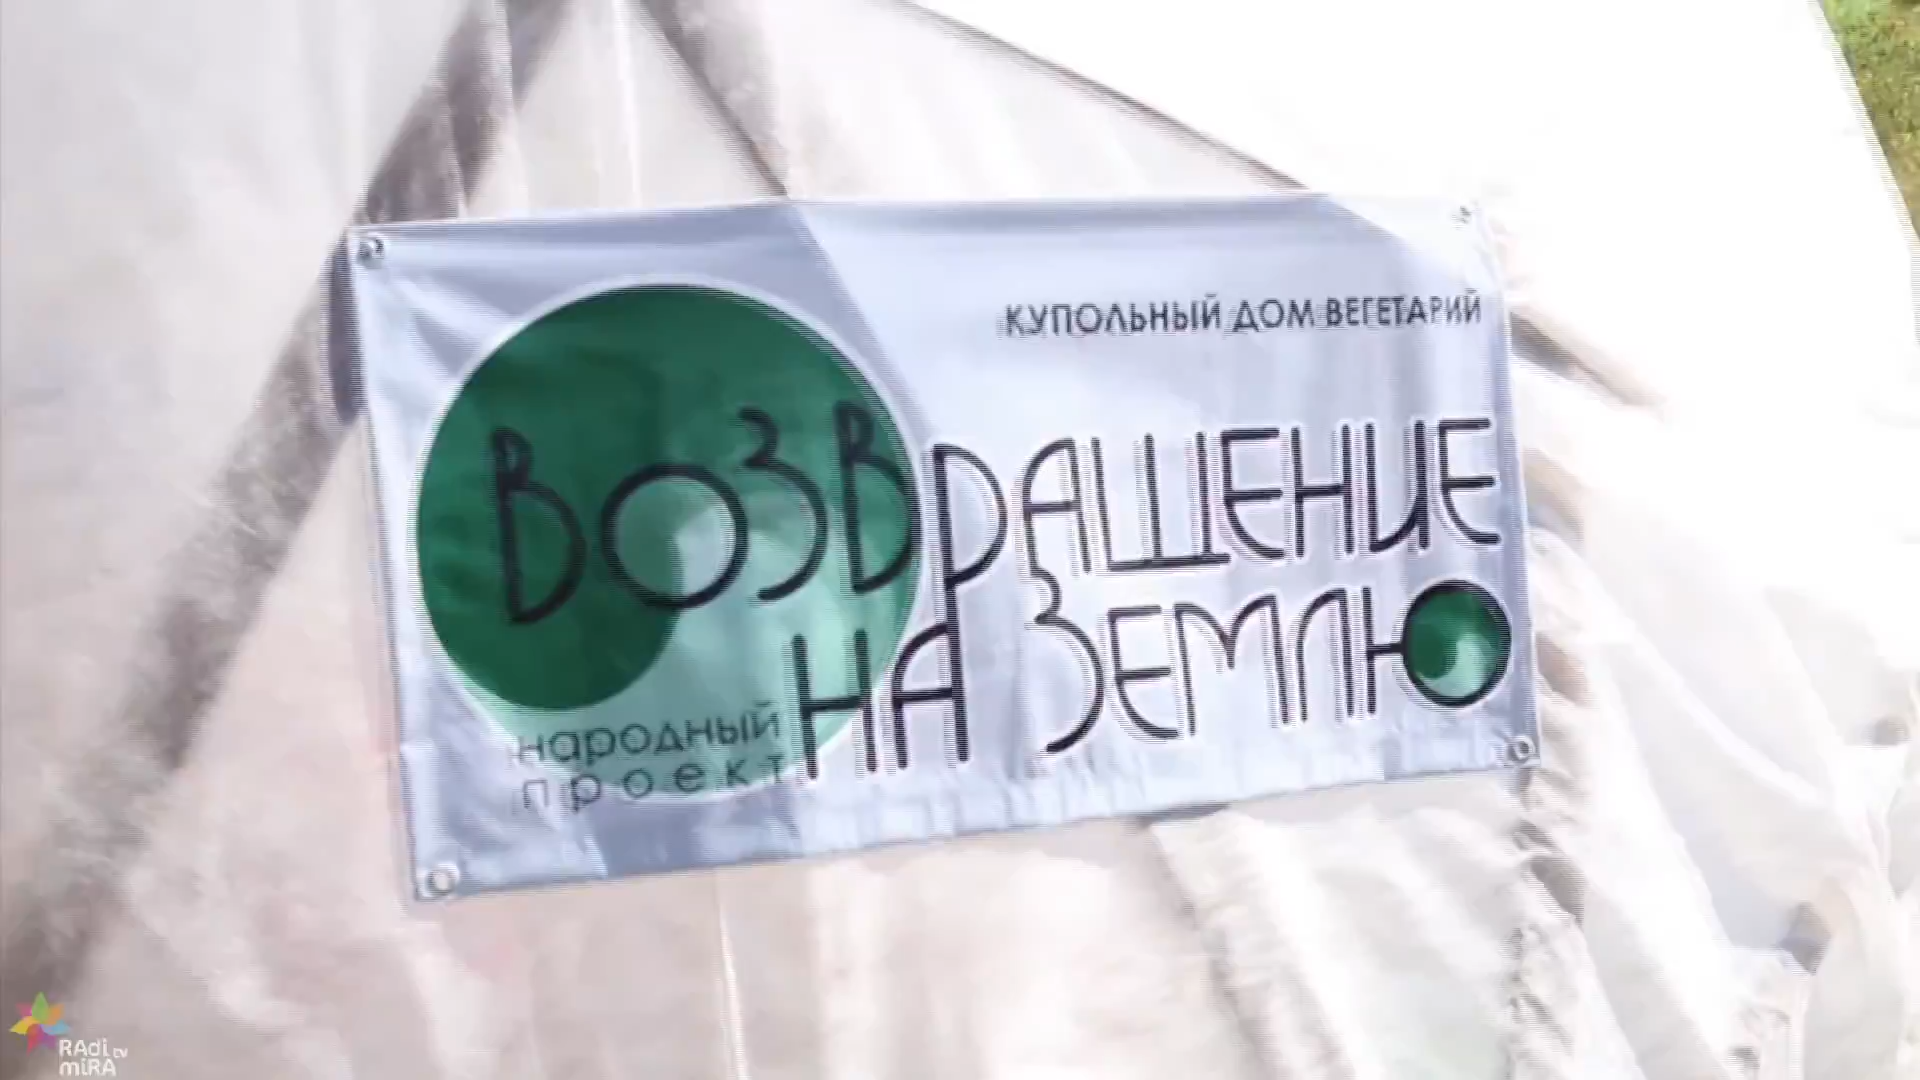 КУПОЛЬНЫЙ ДОМ ВЕГЕТАРИЙ
ВОЗВРАЩЕНИЕ
НА ЗЕМЛЮ
народный
проект
RAdi tv
miRA